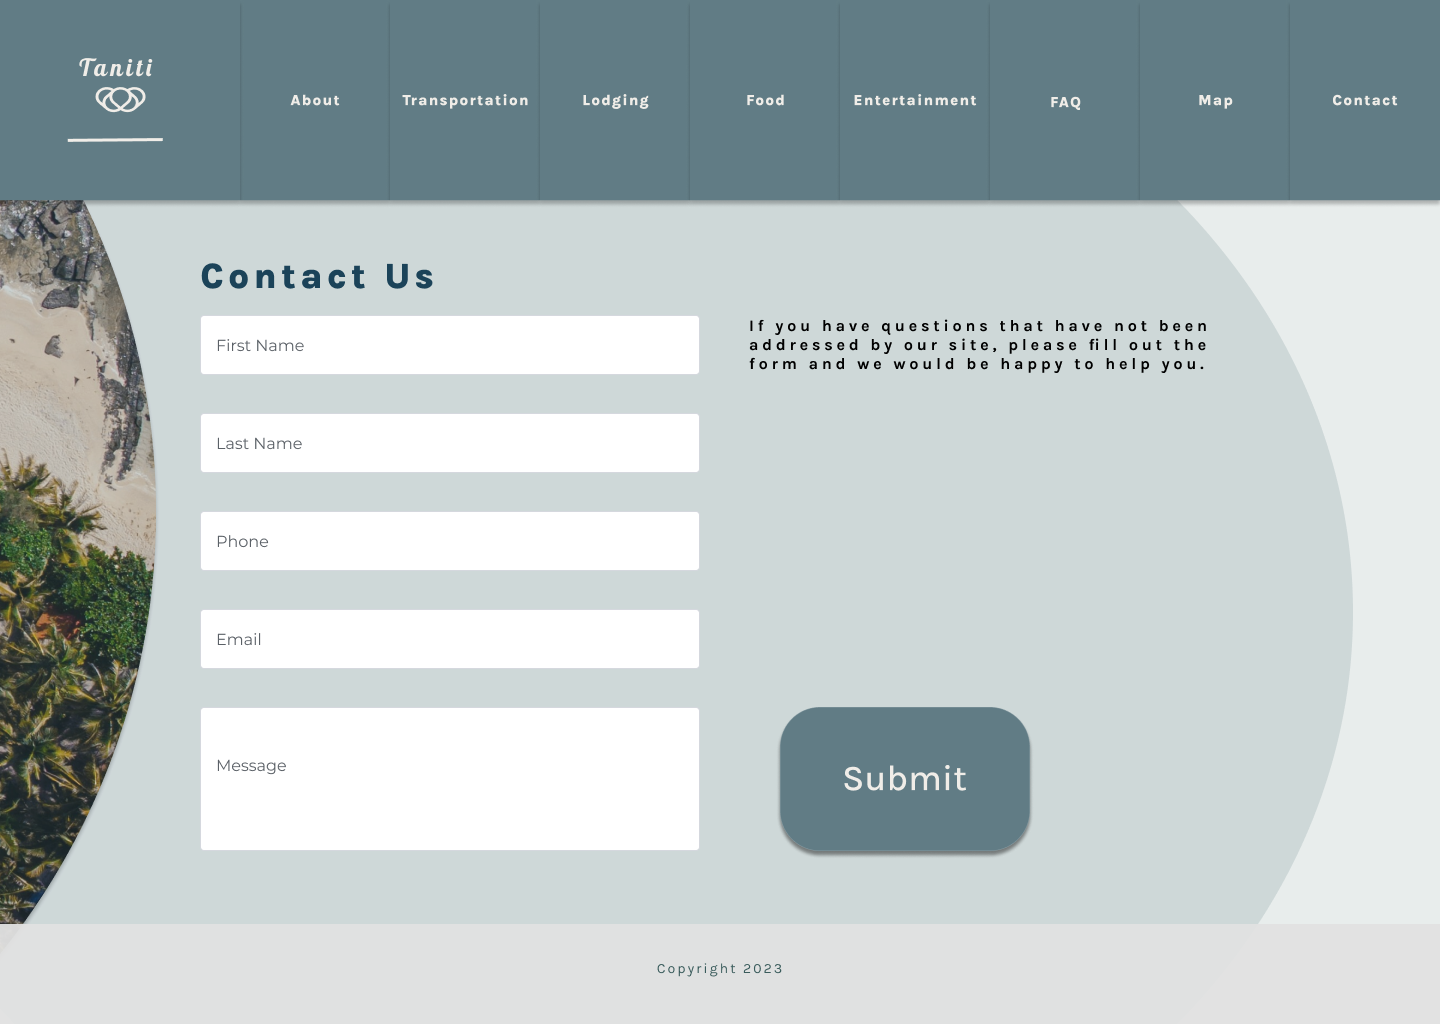 Taniti
About
Transportation
Lodging
Food
Entertainment
FAQ
Map
Contact
Contact Us
First Name
Last Name
Phone
Email
Message
If you have questions that have not been
addressed by our site, please fill out the
form and we would be happy to help you.
Submit
Copyright 2023